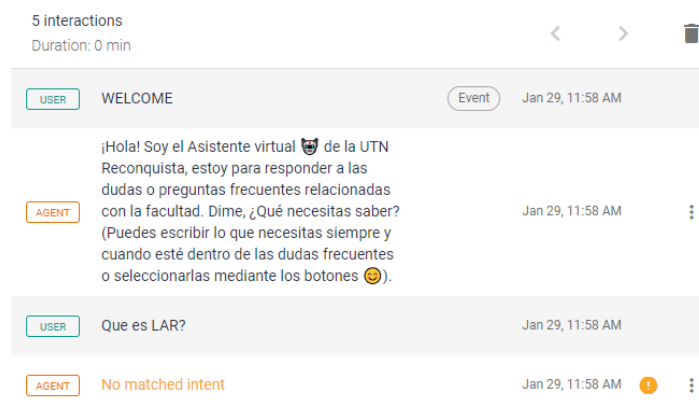 5 interactions
Duration: 0 min
USER WELCOME Event Jan 29, 11:58 AM
¡Hola! Soy el Asistente virtual 🤖 de la UTN
Reconquista, estoy para responder a las
dudas o preguntas frecuentes relacionadas
AGENT con la facultad. Dime, ¿Qué necesitas saber? Jan 29, 11:58 AM
(Puedes escribir lo que necesitas siempre y
cuando esté dentro de las dudas frecuentes
o seleccionarlas mediante los botones 😊).
USER Que es LAR? Jan 29, 11:58 AM
AGENT No matched intent Jan 29, 11:58 AM